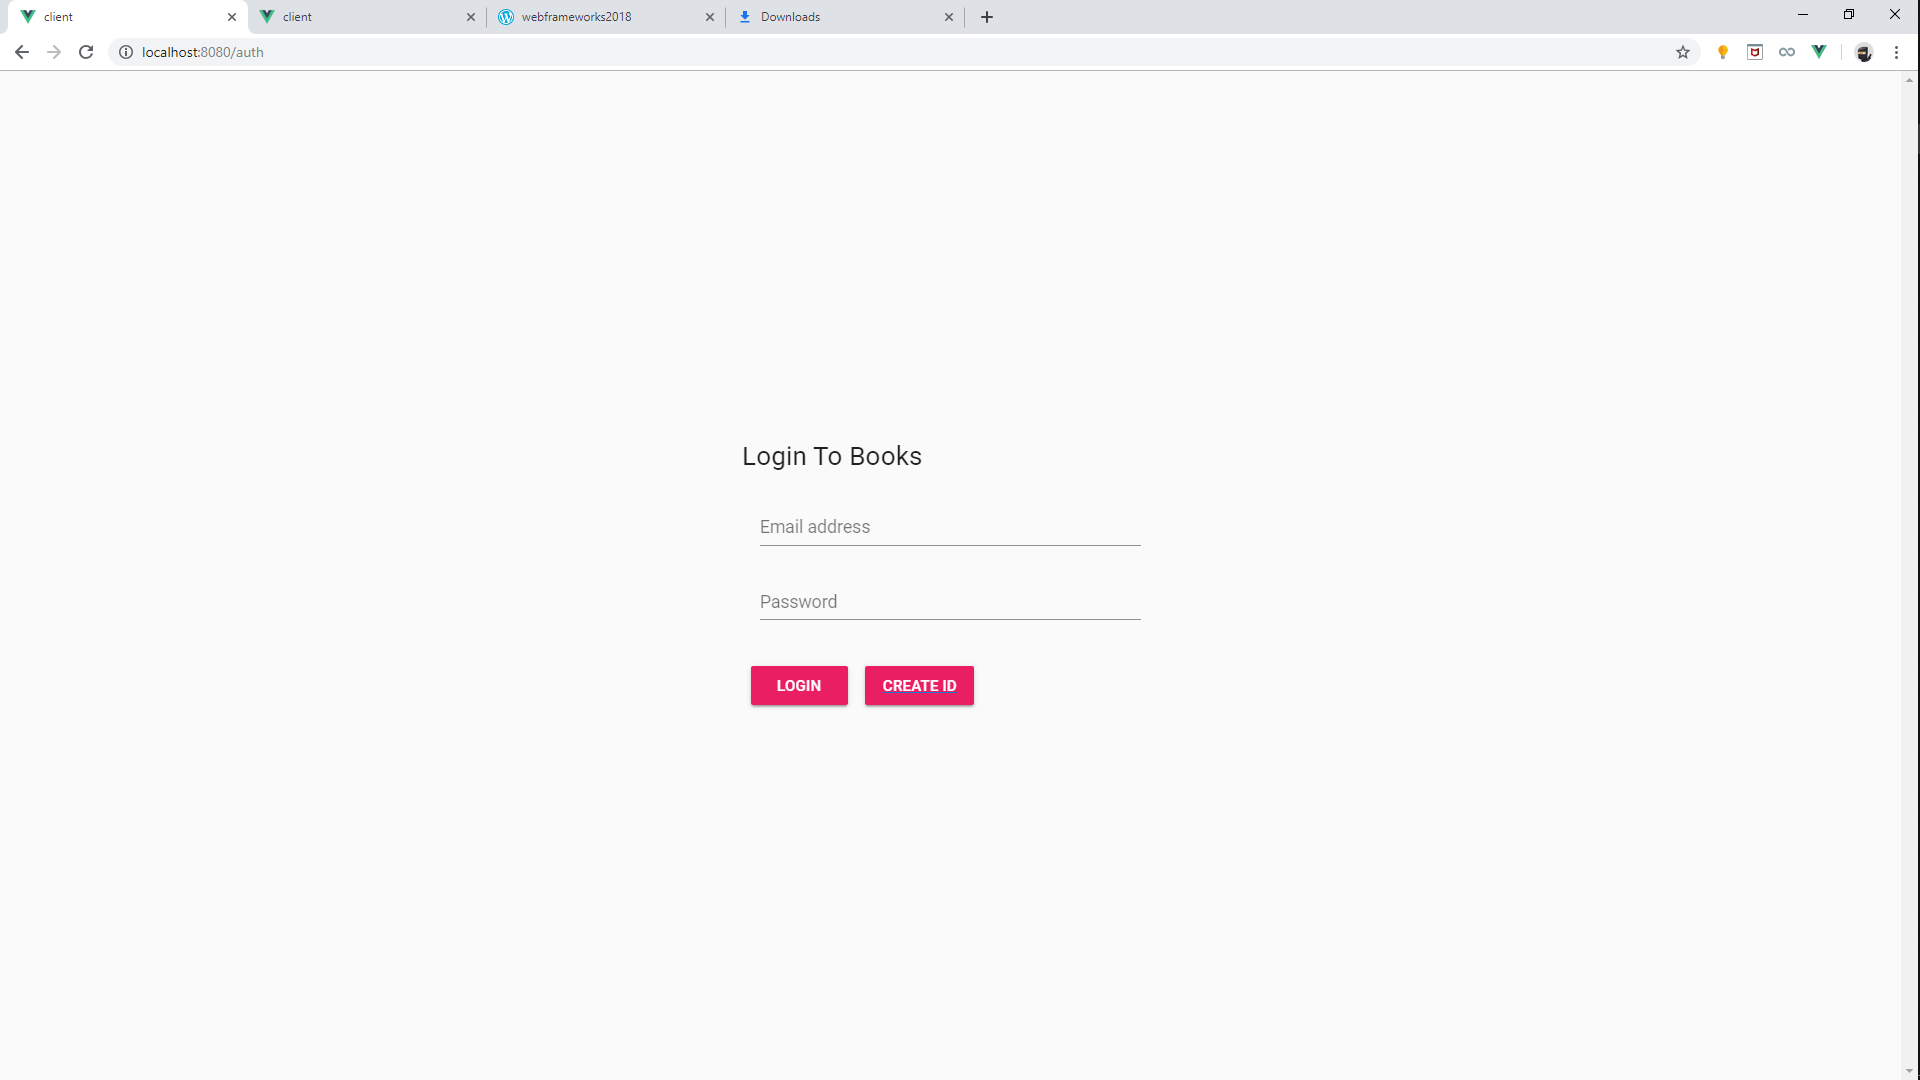 client
client
webframeworks2018
Downloads
localhost:8080/auth
Login To Books
Email address
Password
LOGIN
CREATE ID